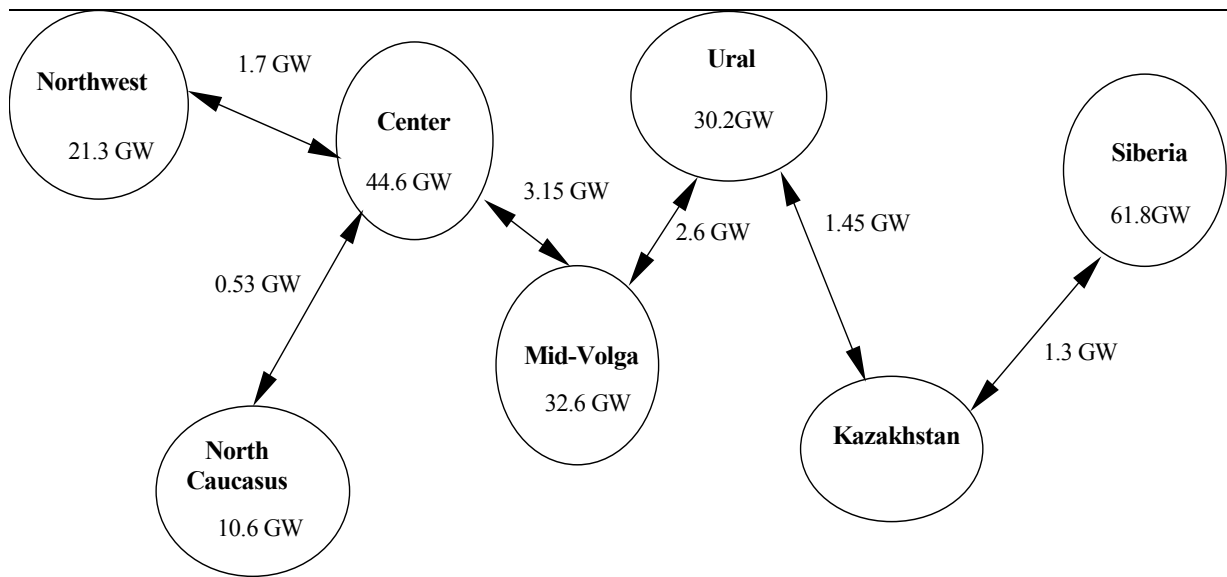 Northwest
21.3 GW
1.7 GW
Center
44.6 GW
Ural
30.2GW
Siberia
61.8GW
3.15 GW
2.6 GW
1.45 GW
0.53 GW
Mid-Volga
32.6 GW
1.3 GW
Kazakhstan
North
Caucasus
10.6 GW